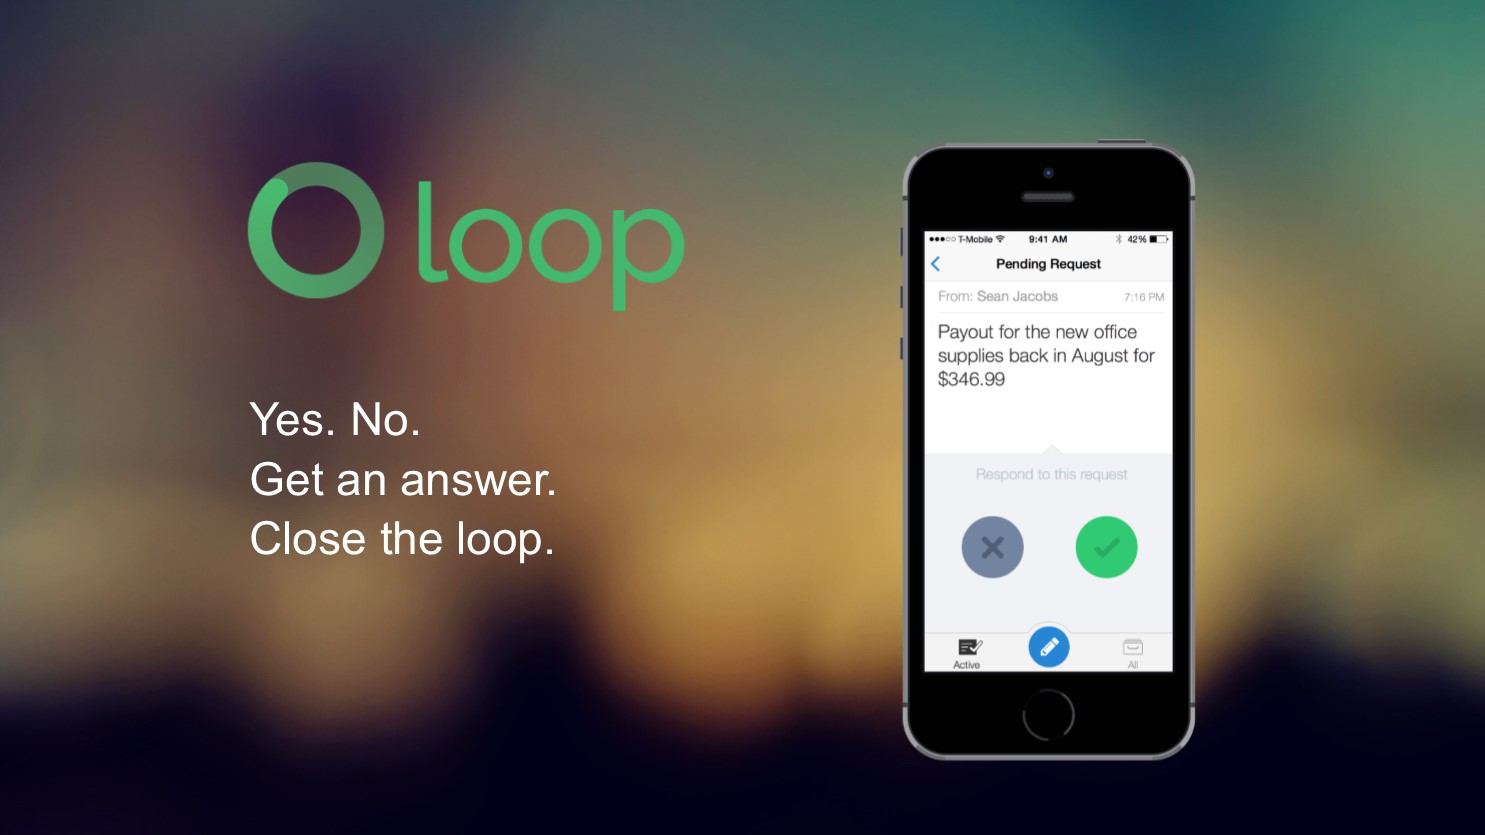 loop
Yes. No.
Get an answer.
Close the loop.
T-Mobile 9:41 AM 42%
Pending Request
From: Sean Jacobs 7:16 PM
Payout for the new office
supplies back in August for
$346.99
Respond to this request
Active All